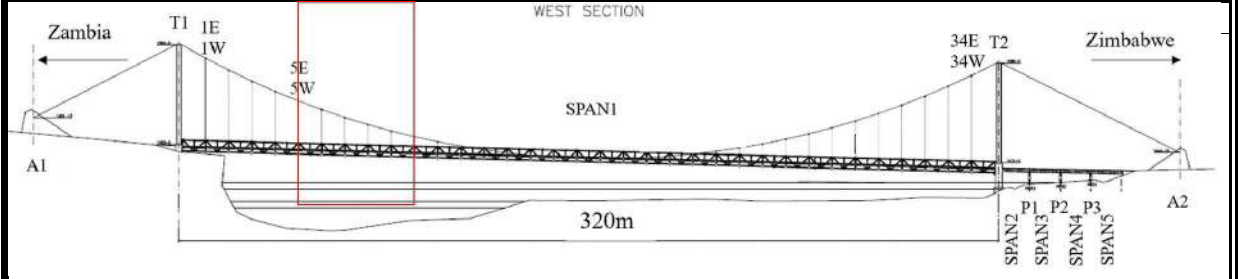 WEST SECTION
Zambia
T1
1E
1W
5E
5W
SPAN1
34E
34W
T2
Zimbabwe
A1
320m
SPAN2
P1
SPAN3
P2
SPAN4
P3
SPAN5
A2